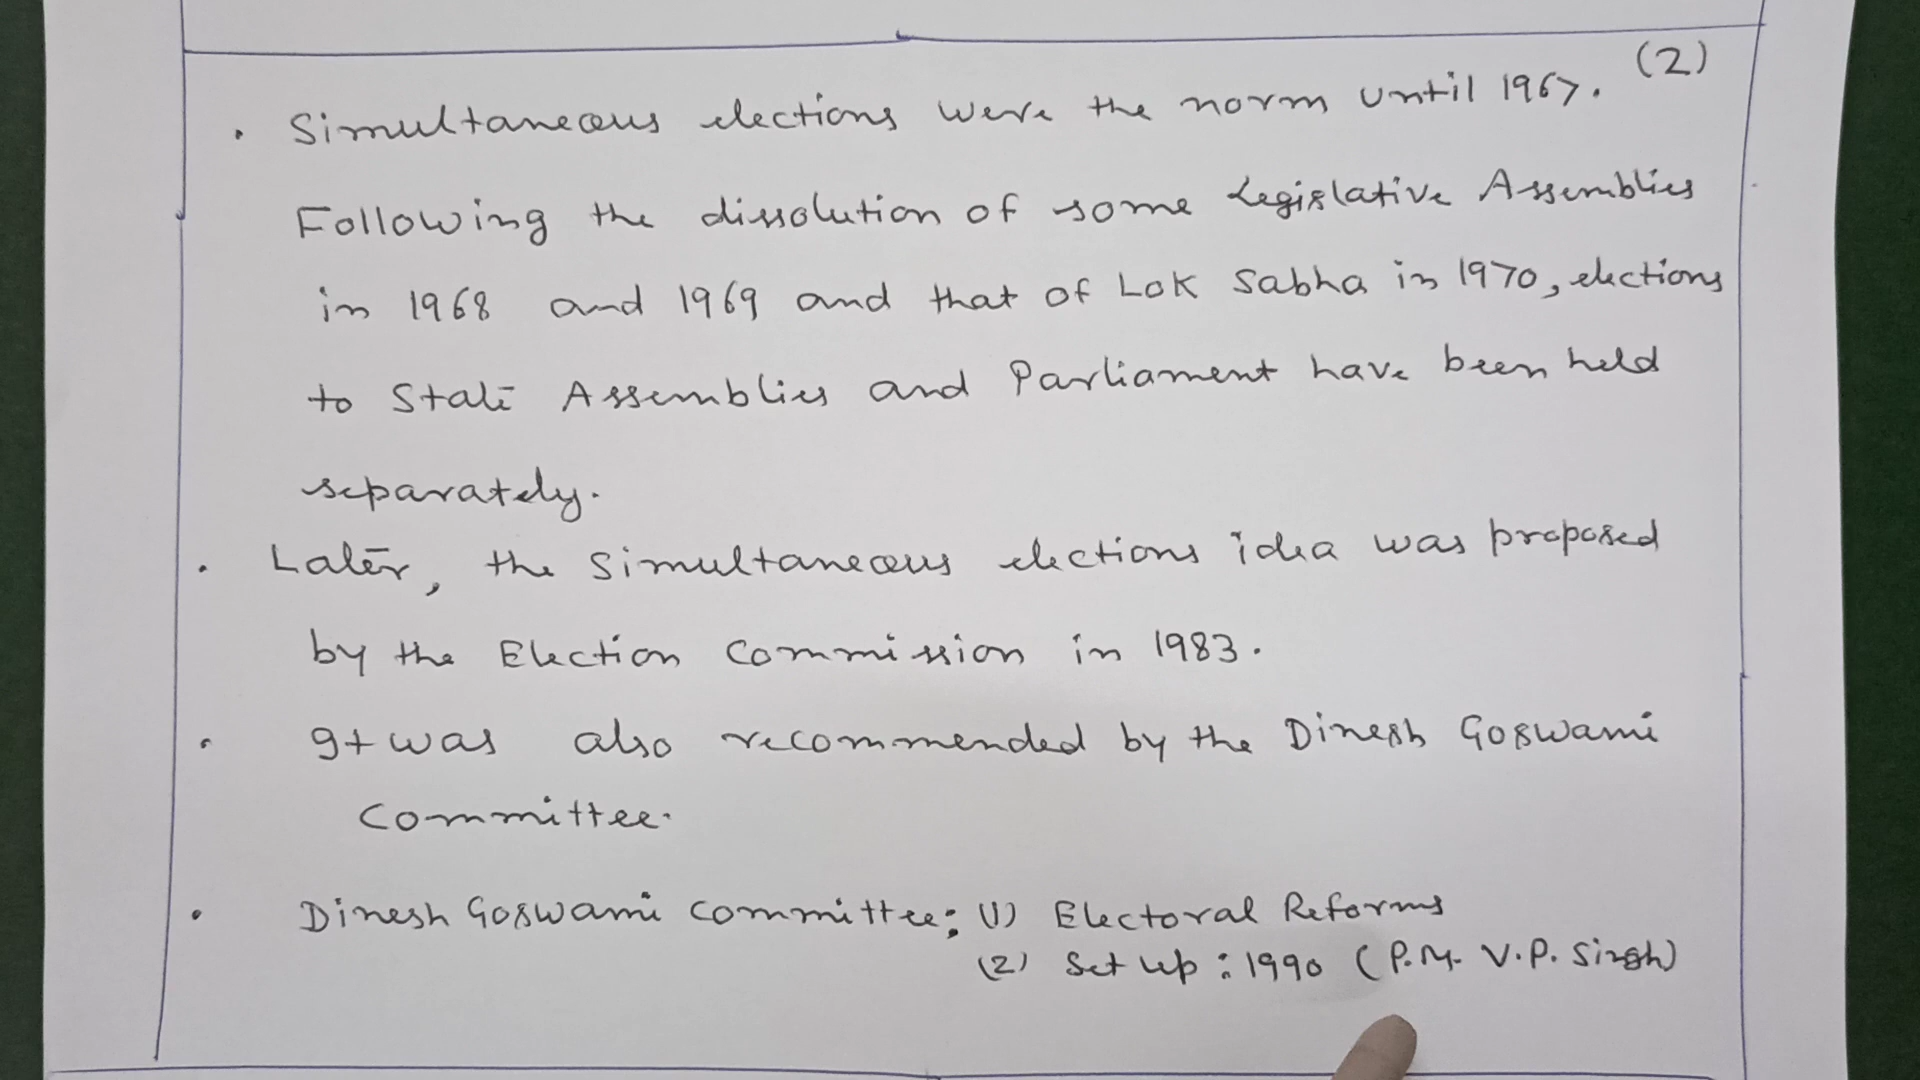 (2)
• Simultaneous elections were the norm until 1967.
Following the dissolution of some Legislative Assemblies
in 1968 and 1969 and that of Lok Sabha in 1970, elections
to State Assemblies and Parliament have been held
separately.
• Later, the simultaneous elections idea was proposed
by the Election Commission in 1983.
• It was also recommended by the Dinesh Goswami
Committee.
• Dinesh Goswami Committee: (1) Electoral Reforms
(2) Set up : 1990 (P.M. V.P. Singh)